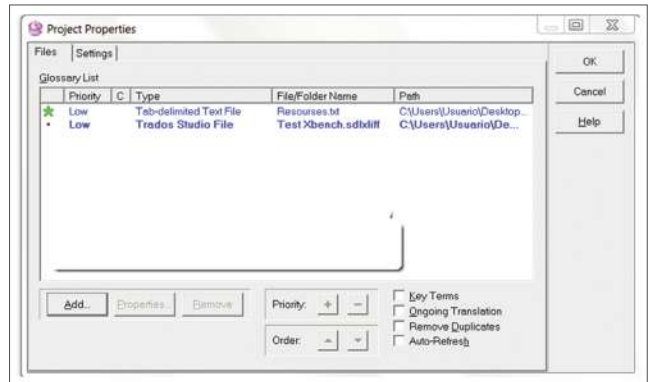 Project Properties
Files Settings
OK
Glossary List
Cancel
Priority C Type File/Folder Name Path
Low Tab-delimited Text File Resourses.txt C:\Users\Usuario\Desktop...
Low Trados Studio File Test Xbench.sdlxliff C:\Users\Usuario\De...
Help
Add... Properties... Remove
Priority: + -
Key Terms
Ongoing Translation
Remove Duplicates
Order:
Auto-Refresh